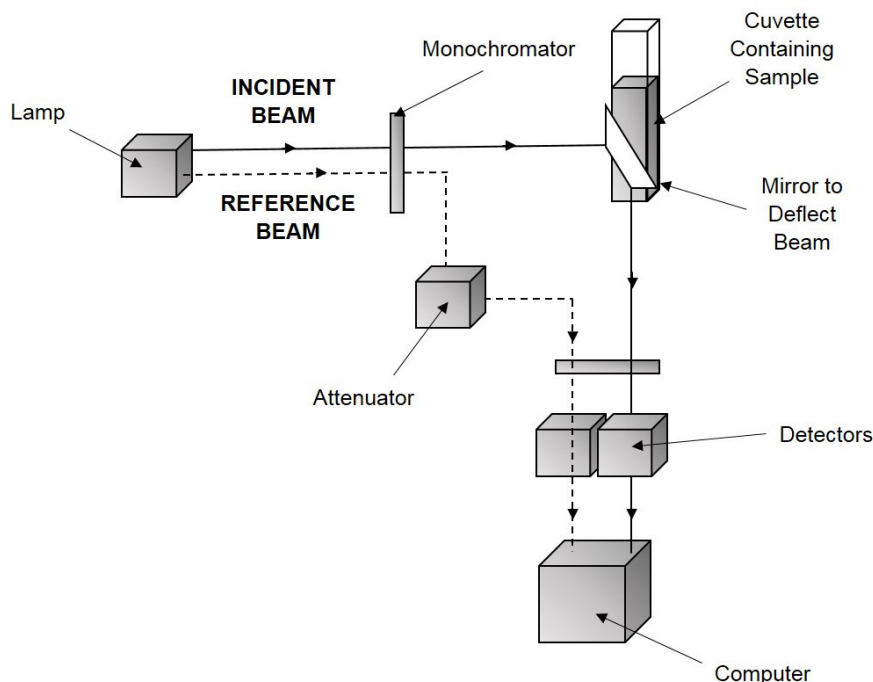 Monochromator
Cuvette
Containing
Sample
INCIDENT
BEAM
Lamp
REFERENCE
BEAM
Mirror to
Deflect
Beam
Attenuator
Detectors
Computer